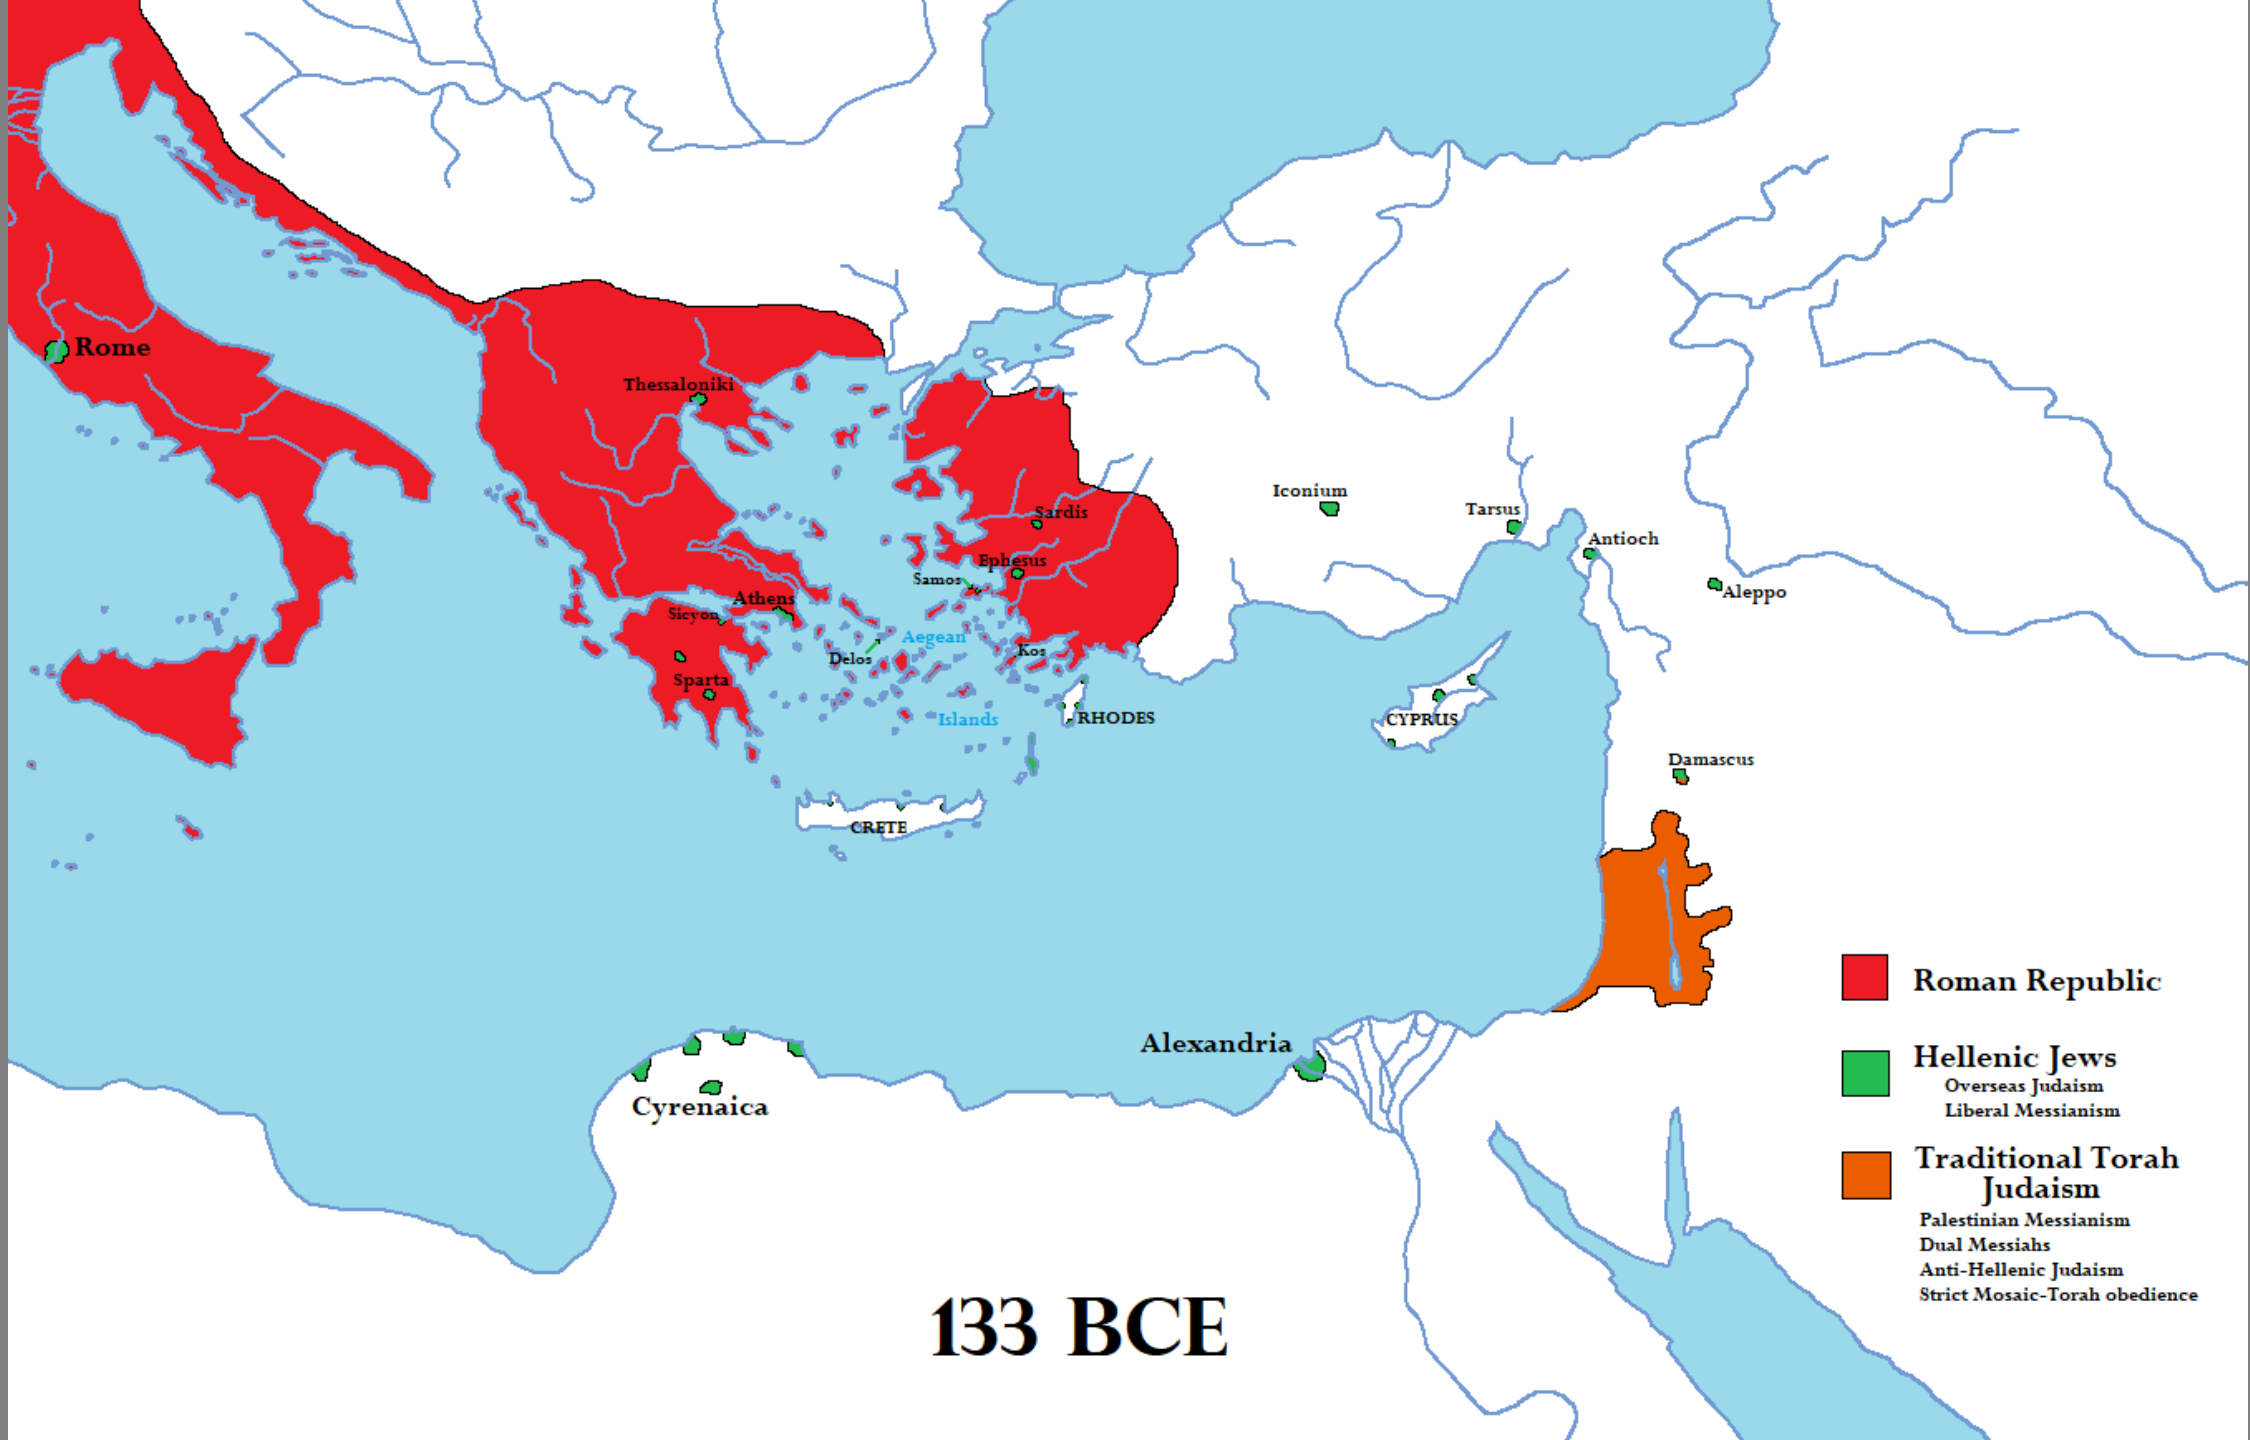 Rome
Thessaloniki
Iconium
Tarsus
Sardis
Antioch
Ephesus
Samos
Aleppo
Athens
Sicyon
Aegean
Delos
Kos
Sparta
Islands
RHODES
CYPRUS
Damascus
CRETE
Alexandria
Cyrenaica
Roman Republic
Hellenic Jews
Overseas Judaism
Liberal Messianism
Traditional Torah
Judaism
Palestinian Messianism
Dual Messiahs
Anti-Hellenic Judaism
Strict Mosaic-Torah obedience
133 BCE